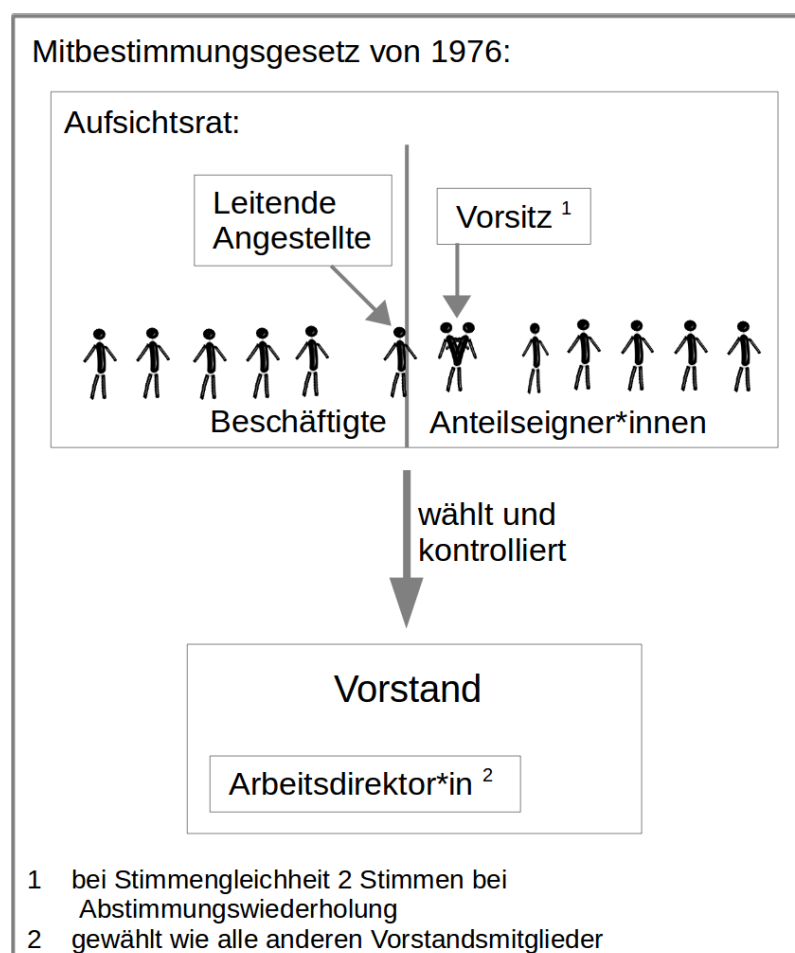 Mitbestimmungsgesetz von 1976:
Aufsichtsrat:
Leitende
Angestellte
Vorsitz 1
Beschäftigte
Anteilseigner*innen
wählt und
kontrolliert
Vorstand
Arbeitsdirektor*in 2
1 bei Stimmengleichheit 2 Stimmen bei
Abstimmungswiederholung
2 gewählt wie alle anderen Vorstandsmitglieder